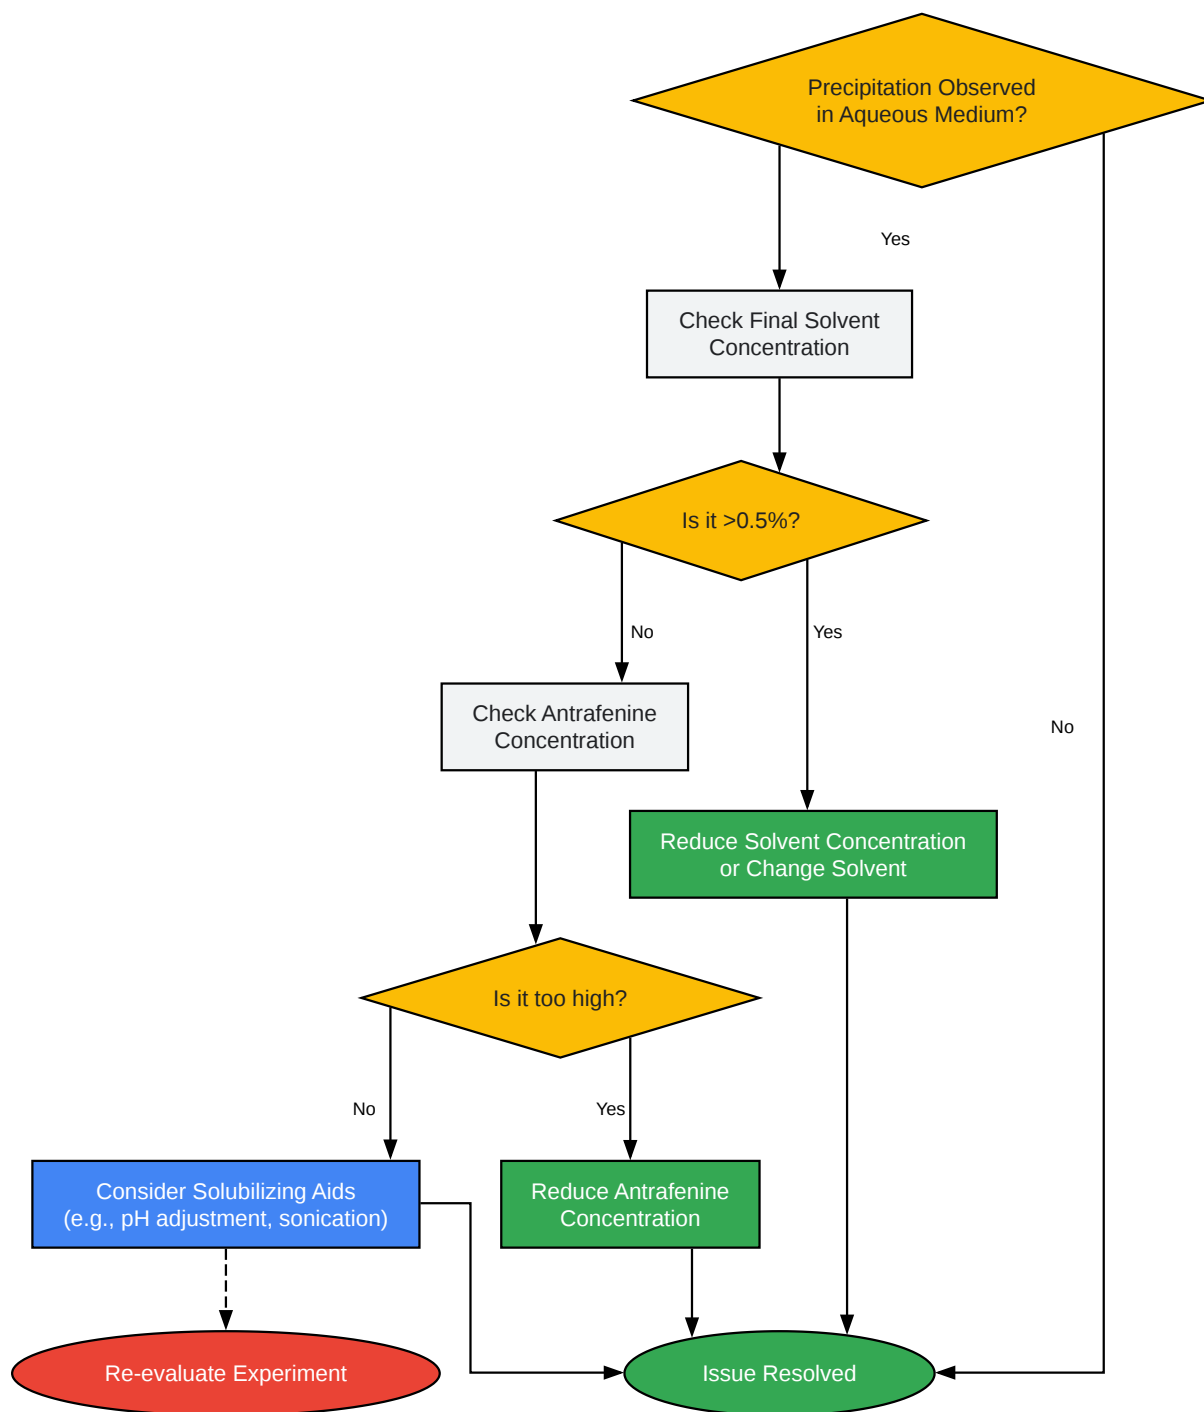 Precipitation Observed
in Aqueous Medium?
Yes
Check Final Solvent
Concentration
Is it >0.5%?
No
Yes
Check Antrafenine
Concentration
No
Reduce Solvent Concentration
or Change Solvent
Is it too high?
No
Yes
Consider Solubilizing Aids
(e.g., pH adjustment, sonication)
Reduce Antrafenine
Concentration
Re-evaluate Experiment
Issue Resolved